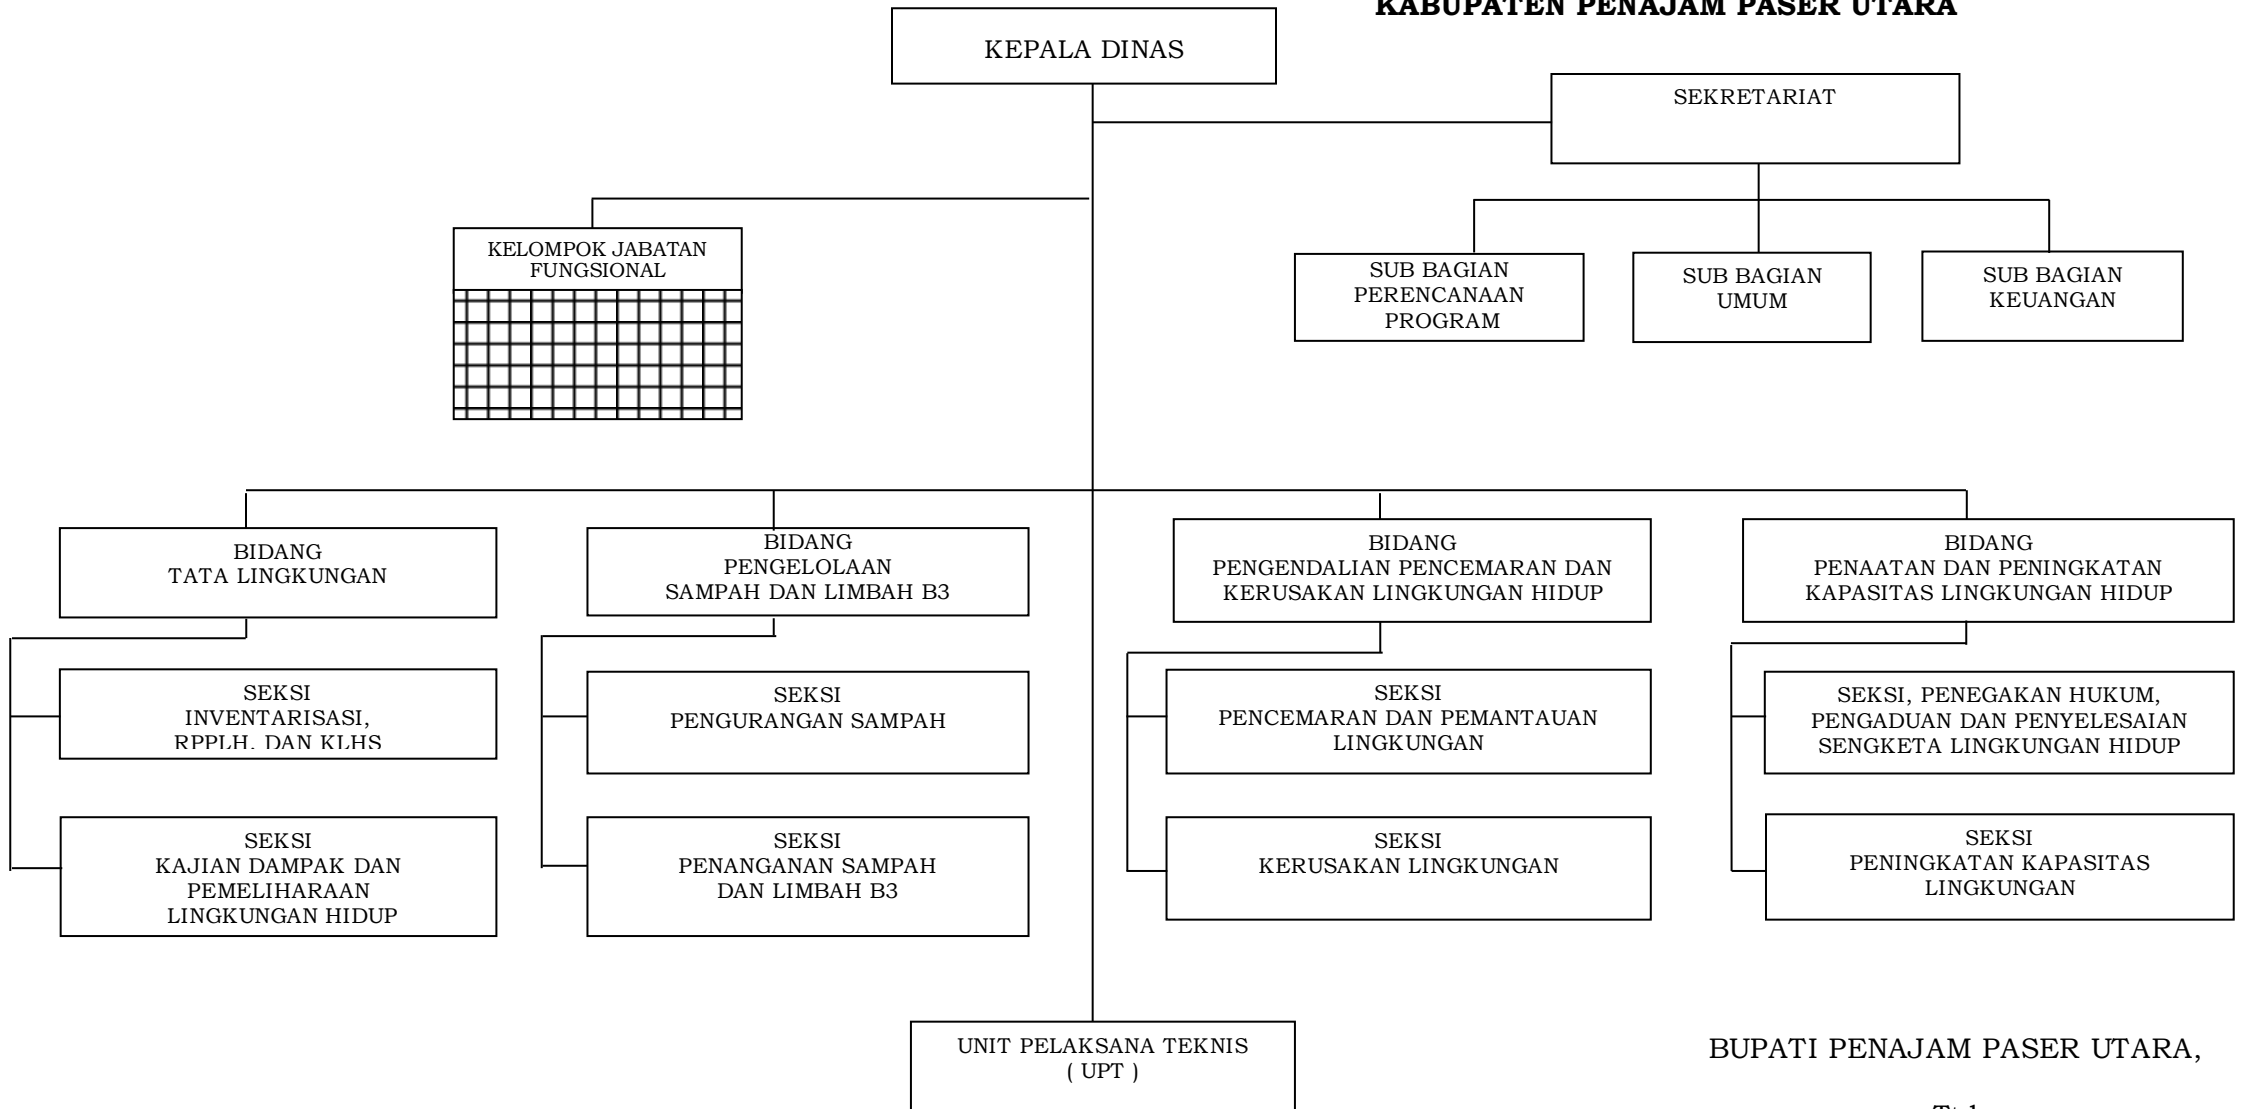 KABUPATEN PENAJAM PASER UTARA
KEPALA DINAS
SEKRETARIAT
KELOMPOK JABATAN
FUNGSIONAL
SUB BAGIAN
PERENCANAAN
PROGRAM
SUB BAGIAN
UMUM
SUB BAGIAN
KEUANGAN
BIDANG
TATA LINGKUNGAN
BIDANG
PENGELOLAAN
SAMPAH DAN LIMBAH B3
BIDANG
PENGENDALIAN PENCEMARAN DAN
KERUSAKAN LINGKUNGAN HIDUP
BIDANG
PENAATAN DAN PENINGKATAN
KAPASITAS LINGKUNGAN HIDUP
SEKSI
INVENTARISASI,
RPPLH, DAN KLHS
SEKSI
PENGURANGAN SAMPAH
SEKSI
PENCEMARAN DAN PEMANTAUAN
LINGKUNGAN
SEKSI, PENEGAKAN HUKUM,
PENGADUAN DAN PENYELESAIAN
SENGKETA LINGKUNGAN HIDUP
SEKSI
KAJIAN DAMPAK DAN
PEMELIHARAAN
LINGKUNGAN HIDUP
SEKSI
PENANGANAN SAMPAH
DAN LIMBAH B3
SEKSI
KERUSAKAN LINGKUNGAN
SEKSI
PENINGKATAN KAPASITAS
LINGKUNGAN
UNIT PELAKSANA TEKNIS
( UPT )
BUPATI PENAJAM PASER UTARA,